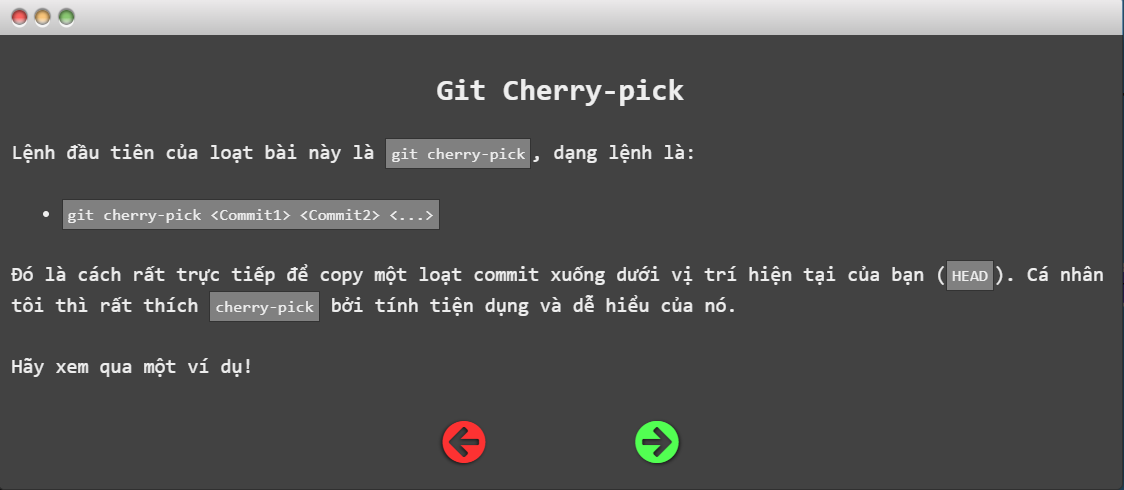 Git Cherry-pick
Lệnh đầu tiên của loạt bài này là git cherry-pick, dạng lệnh là:
• git cherry-pick <Commit1> <Commit2> <...>
Đó là cách rất trực tiếp để copy một loạt commit xuống dưới vị trí hiện tại của bạn (HEAD). Cá nhân
tôi thì rất thích cherry-pick bởi tính tiện dụng và dễ hiểu của nó.
Hãy xem qua một ví dụ!